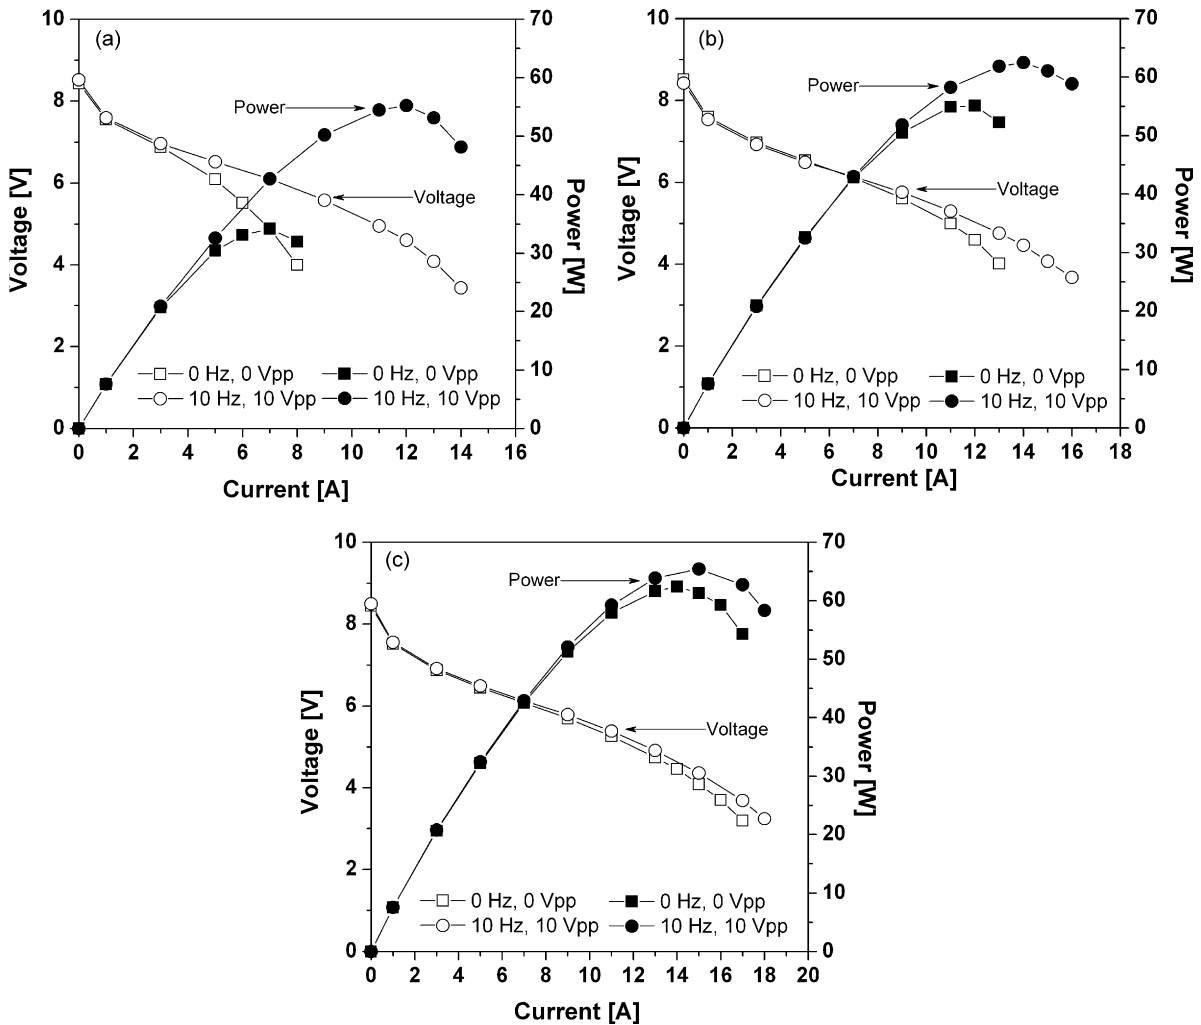 (a)
10
8
6
4
2
0
70
60
50
40
30
20
10
0
Voltage [V]
Power [W]
Power
Voltage
0 Hz, 0 Vpp
0 Hz, 0 Vpp
10 Hz, 10 Vpp
10 Hz, 10 Vpp
0 2 4 6 8 10 12 14 16
Current [A]
(b)
10
8
6
4
2
0
70
60
50
40
30
20
10
0
Voltage [V]
Power [W]
Power
Voltage
0 Hz, 0 Vpp
0 Hz, 0 Vpp
10 Hz, 10 Vpp
10 Hz, 10 Vpp
0 2 4 6 8 10 12 14 16 18
Current [A]
(c)
10
8
6
4
2
0
70
60
50
40
30
20
10
0
Voltage [V]
Power [W]
Power
Voltage
0 Hz, 0 Vpp
0 Hz, 0 Vpp
10 Hz, 10 Vpp
10 Hz, 10 Vpp
0 2 4 6 8 10 12 14 16 18 20
Current [A]